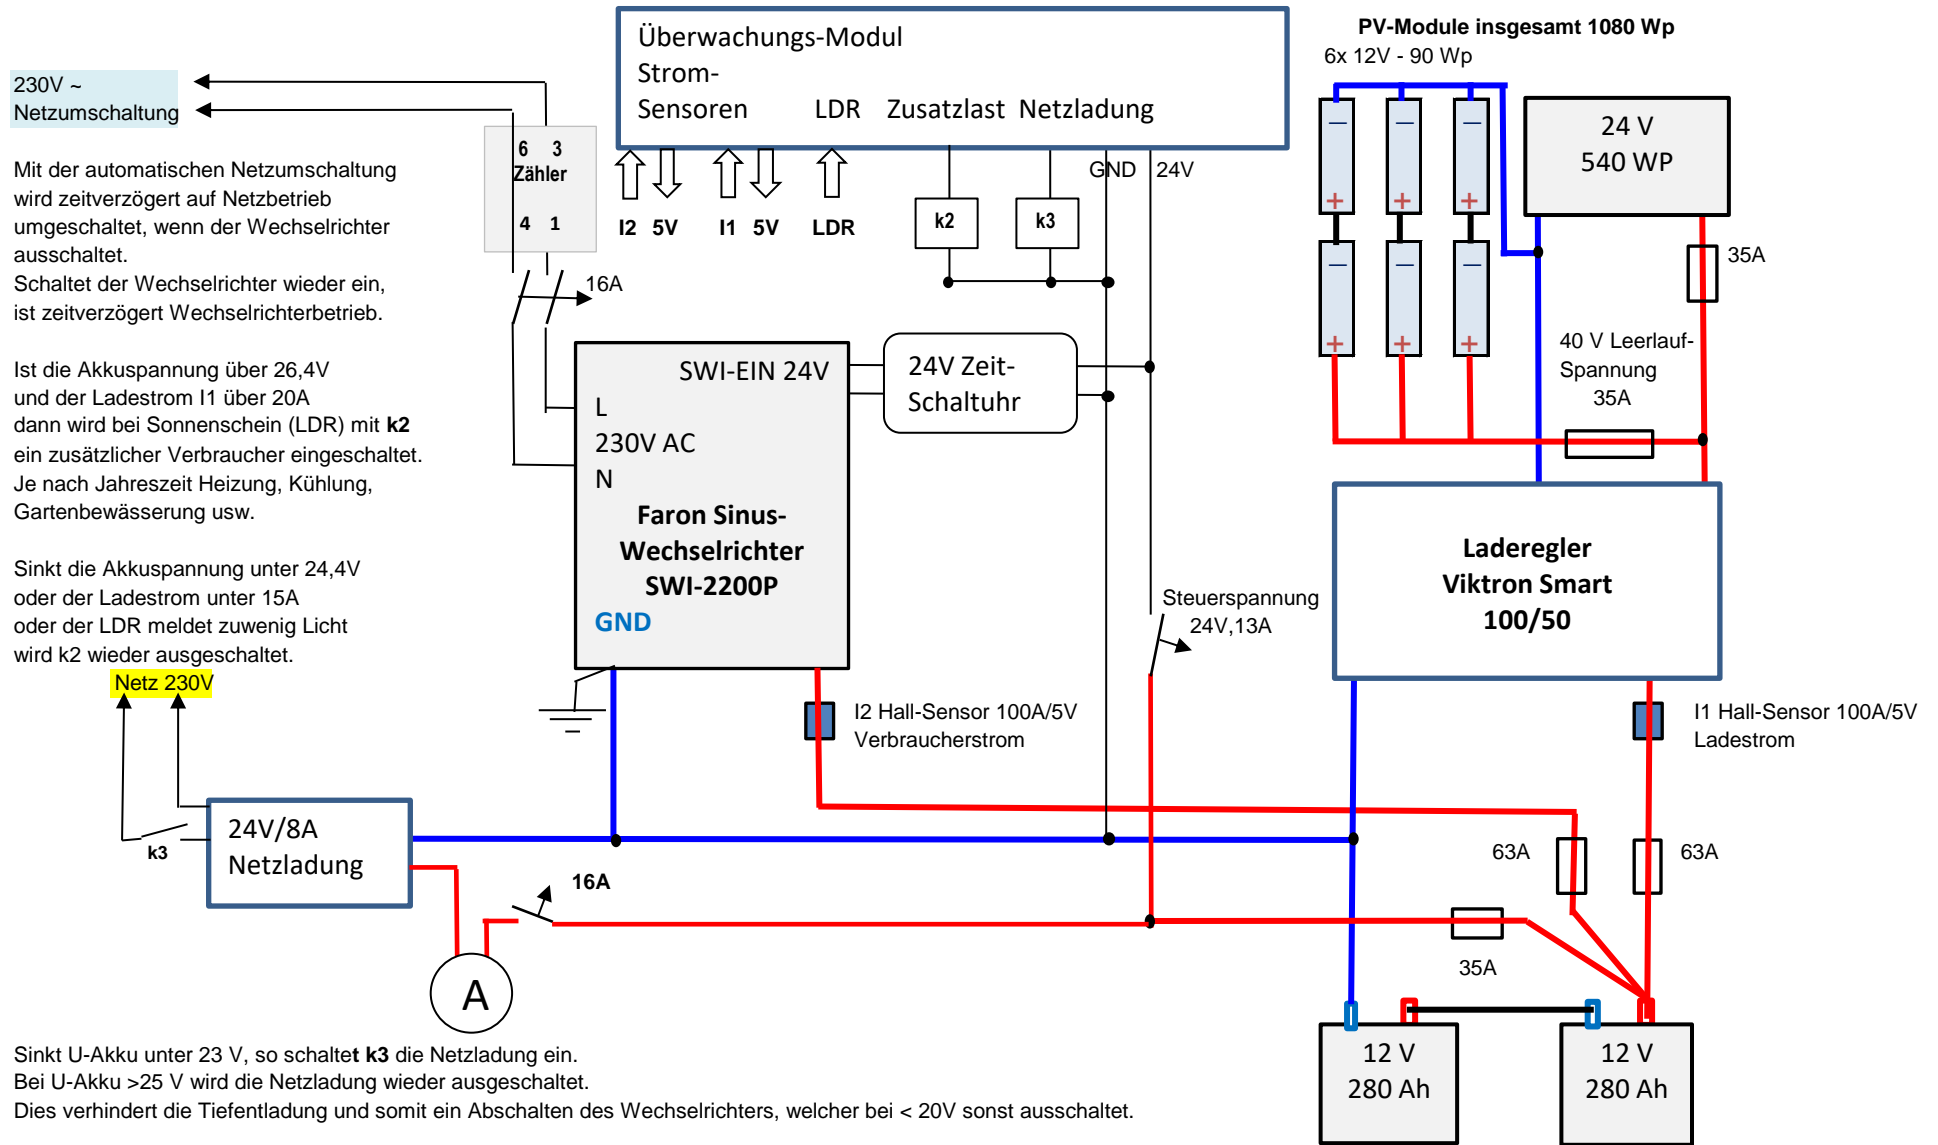 Überwachungs-Modul
Strom-
Sensoren LDR Zusatzlast Netzladung
GND 24V
I2 5V I1 5V LDR
k2
k3
230V ~
Netzumschaltung
6 3
Zähler
4 1
16A
Mit der automatischen Netzumschaltung
wird zeitverzögert auf Netzbetrieb
umgeschaltet, wenn der Wechselrichter
ausschaltet.
Schaltet der Wechselrichter wieder ein,
ist zeitverzögert Wechselrichterbetrieb.
Ist die Akkuspannung über 26,4V
und der Ladestrom I1 über 20A
dann wird bei Sonnenschein (LDR) mit k2
ein zusätzlicher Verbraucher eingeschaltet.
Je nach Jahreszeit Heizung, Kühlung,
Gartenbewässerung usw.
Sinkt die Akkuspannung unter 24,4V
oder der Ladestrom unter 15A
oder der LDR meldet zuwenig Licht
wird k2 wieder ausgeschaltet.
Netz 230V
k3
24V/8A
Netzladung
A
16A
SWI-EIN 24V
L
230V AC
N
Faron Sinus-
Wechselrichter
SWI-2200P
GND
24V Zeit-
Schaltuhr
I2 Hall-Sensor 100A/5V
Verbraucherstrom
Steuerspannung
24V,13A
PV-Module insgesamt 1080 Wp
6x 12V - 90 Wp
— — —
+ + +
— — —
+ + +
24 V
540 WP
35A
40 V Leerlauf-
Spannung
35A
Laderegler
Viktron Smart
100/50
I1 Hall-Sensor 100A/5V
Ladestrom
63A
63A
35A
12 V
280 Ah
12 V
280 Ah
Sinkt U-Akku unter 23 V, so schaltet k3 die Netzladung ein.
Bei U-Akku >25 V wird die Netzladung wieder ausgeschaltet.
Dies verhindert die Tiefentladung und somit ein Abschalten des Wechselrichters, welcher bei < 20V sonst ausschaltet.